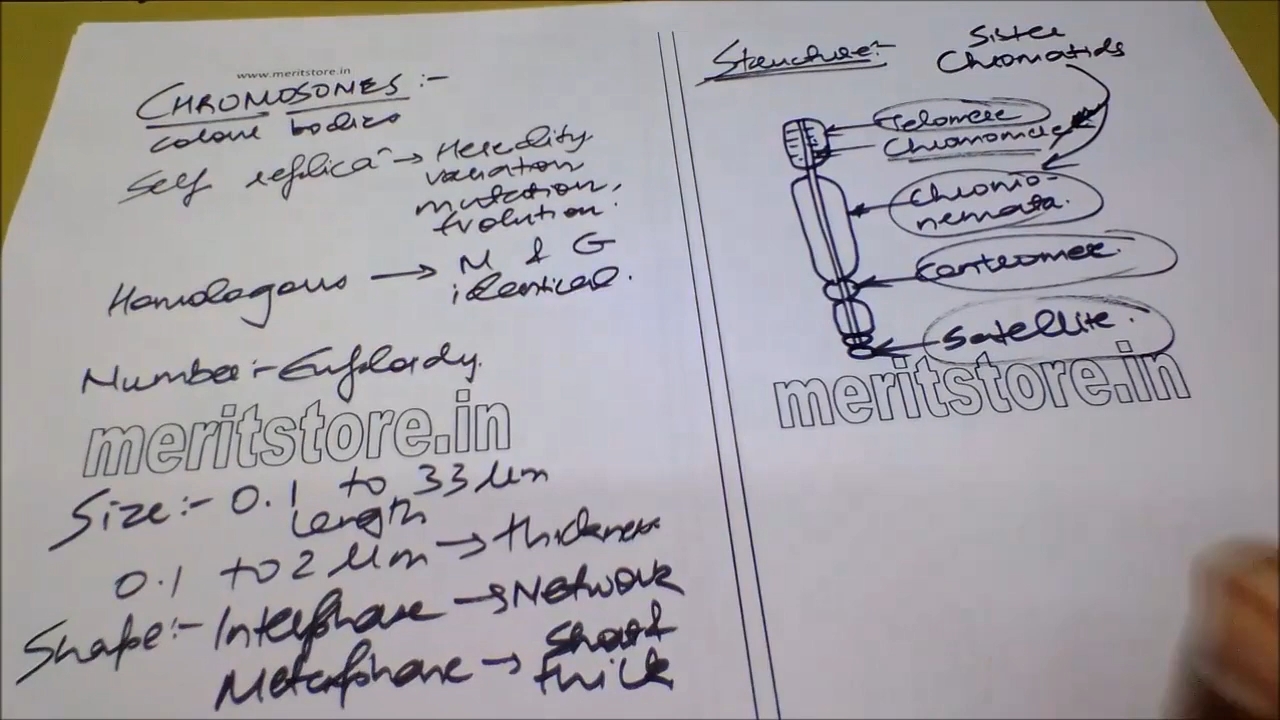 www.meritstore.in
CHROMOSOMES :-
colour bodies
Self replica^n → Heredity
variation
mutation,
Evolution.
Homologous → M & G
identical.
Number:- Euploidy.
meritstore.in
Size:- 0.1 to 33 μm
length
0.1 to 2 μm → thickness
Shape:- Interphase → Network
Metaphase → Short
thick
Structure:-
Sister
Chromatids
Telomere
Chromomere
Chromo-
nemata.
Centromere.
Satellite.
meritstore.in